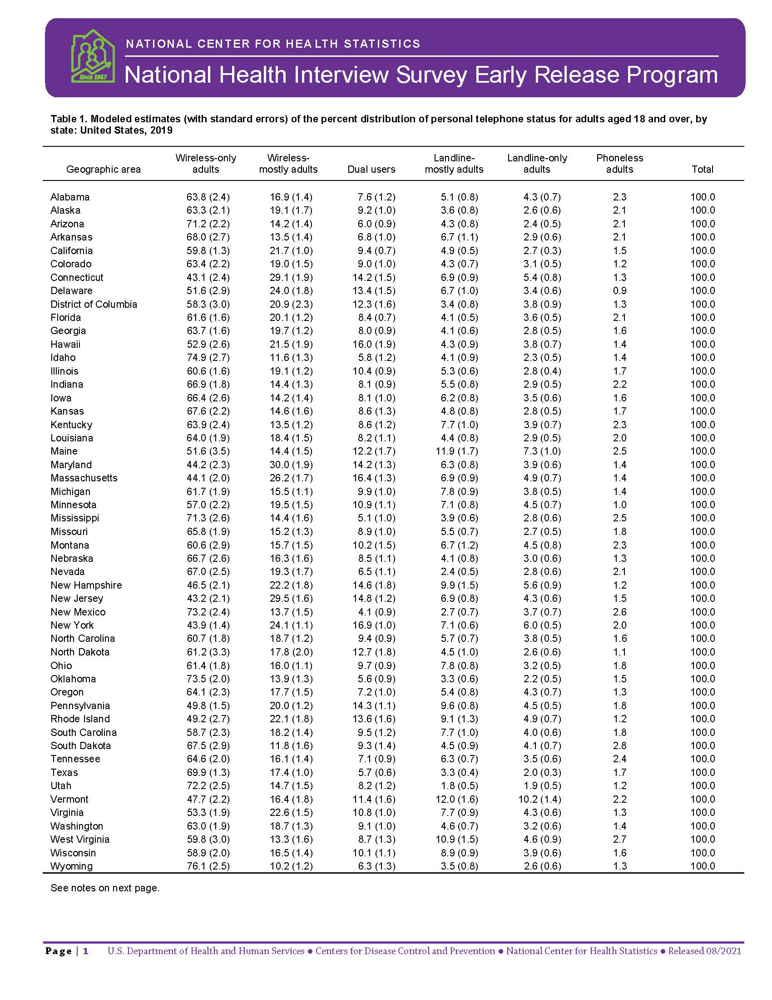 NATIONAL CENTER FOR HEALTH STATISTICS
National Health Interview Survey Early Release Program
Since 1957
Table 1. Modeled estimates (with standard errors) of the percent distribution of personal telephone status for adults aged 18 and over, by
state: United States, 2019
Geographic area Wireless-only adults Wireless-mostly adults Dual users Landline-mostly adults Landline-only adults Phoneless adults Total
Alabama 63.8 (2.4) 16.9 (1.4) 7.6 (1.2) 5.1 (0.8) 4.3 (0.7) 2.3 100.0
Alaska 63.3 (2.1) 19.1 (1.7) 9.2 (1.0) 3.6 (0.8) 2.6 (0.6) 2.1 100.0
Arizona 71.2 (2.2) 14.2 (1.4) 6.0 (0.9) 4.3 (0.8) 2.4 (0.5) 2.1 100.0
Arkansas 68.0 (2.7) 13.5 (1.4) 6.8 (1.0) 6.7 (1.1) 2.9 (0.6) 2.1 100.0
California 59.8 (1.3) 21.7 (1.0) 9.4 (0.7) 4.9 (0.5) 2.7 (0.3) 1.5 100.0
Colorado 63.4 (2.2) 19.0 (1.5) 9.0 (1.0) 4.3 (0.7) 3.1 (0.5) 1.2 100.0
Connecticut 43.1 (2.4) 29.1 (1.9) 14.2 (1.5) 6.9 (0.9) 5.4 (0.8) 1.3 100.0
Delaware 51.6 (2.9) 24.0 (1.8) 13.4 (1.5) 6.7 (1.0) 3.4 (0.6) 0.9 100.0
District of Columbia 58.3 (3.0) 20.9 (2.3) 12.3 (1.6) 3.4 (0.8) 3.8 (0.9) 1.3 100.0
Florida 61.6 (1.6) 20.1 (1.2) 8.4 (0.7) 4.1 (0.5) 3.6 (0.5) 2.1 100.0
Georgia 63.7 (1.6) 19.7 (1.2) 8.0 (0.9) 4.1 (0.6) 2.8 (0.5) 1.6 100.0
Hawaii 52.9 (2.6) 21.5 (1.9) 16.0 (1.9) 4.3 (0.9) 3.8 (0.7) 1.4 100.0
Idaho 74.9 (2.7) 11.6 (1.3) 5.8 (1.2) 4.1 (0.9) 2.3 (0.5) 1.4 100.0
Illinois 60.6 (1.6) 19.1 (1.2) 10.4 (0.9) 5.3 (0.6) 2.8 (0.4) 1.7 100.0
Indiana 66.9 (1.8) 14.4 (1.3) 8.1 (0.9) 5.5 (0.8) 2.9 (0.5) 2.2 100.0
Iowa 66.4 (2.6) 14.2 (1.4) 8.1 (1.0) 6.2 (0.8) 3.5 (0.6) 1.6 100.0
Kansas 67.6 (2.2) 14.6 (1.6) 8.6 (1.3) 4.8 (0.8) 2.8 (0.5) 1.7 100.0
Kentucky 63.9 (2.4) 13.5 (1.2) 8.6 (1.2) 7.7 (1.0) 3.9 (0.7) 2.3 100.0
Louisiana 64.0 (1.9) 18.4 (1.5) 8.2 (1.1) 4.4 (0.8) 2.9 (0.5) 2.0 100.0
Maine 51.6 (3.5) 14.4 (1.5) 12.2 (1.7) 11.9 (1.7) 7.3 (1.0) 2.5 100.0
Maryland 44.2 (2.3) 30.0 (1.9) 14.2 (1.3) 6.3 (0.8) 3.9 (0.6) 1.4 100.0
Massachusetts 44.1 (2.0) 26.2 (1.7) 16.4 (1.3) 6.9 (0.9) 4.9 (0.7) 1.4 100.0
Michigan 61.7 (1.9) 15.5 (1.1) 9.9 (1.0) 7.8 (0.9) 3.8 (0.5) 1.4 100.0
Minnesota 57.0 (2.2) 19.5 (1.5) 10.9 (1.1) 7.1 (0.8) 4.5 (0.7) 1.0 100.0
Mississippi 71.3 (2.6) 14.4 (1.6) 5.1 (1.0) 3.9 (0.6) 2.8 (0.6) 2.5 100.0
Missouri 65.8 (1.9) 15.2 (1.3) 8.9 (1.0) 5.5 (0.7) 2.7 (0.5) 1.8 100.0
Montana 60.6 (2.9) 15.7 (1.5) 10.2 (1.5) 6.7 (1.2) 4.5 (0.8) 2.3 100.0
Nebraska 66.7 (2.6) 16.3 (1.6) 8.5 (1.1) 4.1 (0.8) 3.0 (0.6) 1.3 100.0
Nevada 67.0 (2.5) 19.3 (1.7) 6.5 (1.1) 2.4 (0.5) 2.8 (0.6) 2.1 100.0
New Hampshire 46.5 (2.1) 22.2 (1.8) 14.6 (1.8) 9.9 (1.5) 5.6 (0.9) 1.2 100.0
New Jersey 43.2 (2.1) 29.5 (1.6) 14.8 (1.2) 6.9 (0.8) 4.3 (0.6) 1.5 100.0
New Mexico 73.2 (2.4) 13.7 (1.5) 4.1 (0.9) 2.7 (0.7) 3.7 (0.7) 2.6 100.0
New York 43.9 (1.4) 24.1 (1.1) 16.9 (1.0) 7.1 (0.6) 6.0 (0.5) 2.0 100.0
North Carolina 60.7 (1.8) 18.7 (1.2) 9.4 (0.9) 5.7 (0.7) 3.8 (0.5) 1.6 100.0
North Dakota 61.2 (3.3) 17.8 (2.0) 12.7 (1.8) 4.5 (1.0) 2.6 (0.6) 1.1 100.0
Ohio 61.4 (1.8) 16.0 (1.1) 9.7 (0.9) 7.8 (0.8) 3.2 (0.5) 1.8 100.0
Oklahoma 73.5 (2.0) 13.9 (1.3) 5.6 (0.9) 3.3 (0.6) 2.2 (0.5) 1.5 100.0
Oregon 64.1 (2.3) 17.7 (1.5) 7.2 (1.0) 5.4 (0.8) 4.3 (0.7) 1.3 100.0
Pennsylvania 49.8 (1.5) 20.0 (1.2) 14.3 (1.1) 9.6 (0.8) 4.5 (0.5) 1.8 100.0
Rhode Island 49.2 (2.7) 22.1 (1.8) 13.6 (1.6) 9.1 (1.3) 4.9 (0.7) 1.2 100.0
South Carolina 58.7 (2.3) 18.2 (1.4) 9.5 (1.2) 7.7 (1.0) 4.0 (0.6) 1.8 100.0
South Dakota 67.5 (2.9) 11.8 (1.6) 9.3 (1.4) 4.5 (0.9) 4.1 (0.7) 2.8 100.0
Tennessee 64.6 (2.0) 16.1 (1.4) 7.1 (0.9) 6.3 (0.7) 3.5 (0.6) 2.4 100.0
Texas 69.9 (1.3) 17.4 (1.0) 5.7 (0.6) 3.3 (0.4) 2.0 (0.3) 1.7 100.0
Utah 72.2 (2.5) 14.7 (1.5) 8.2 (1.2) 1.8 (0.5) 1.9 (0.5) 1.2 100.0
Vermont 47.7 (2.2) 16.4 (1.8) 11.4 (1.6) 12.0 (1.6) 10.2 (1.4) 2.2 100.0
Virginia 53.3 (1.9) 22.6 (1.5) 10.8 (1.0) 7.7 (0.9) 4.3 (0.6) 1.3 100.0
Washington 63.0 (1.9) 18.7 (1.3) 9.1 (1.0) 4.6 (0.7) 3.2 (0.6) 1.4 100.0
West Virginia 59.8 (3.0) 13.3 (1.6) 8.7 (1.3) 10.9 (1.5) 4.6 (0.9) 2.7 100.0
Wisconsin 58.9 (2.0) 16.5 (1.4) 10.1 (1.1) 8.9 (0.9) 3.9 (0.6) 1.6 100.0
Wyoming 76.1 (2.5) 10.2 (1.2) 6.3 (1.3) 3.5 (0.8) 2.6 (0.6) 1.3 100.0
See notes on next page.
Page | 1 U.S. Department of Health and Human Services ● Centers for Disease Control and Prevention ● National Center for Health Statistics ● Released 08/2021